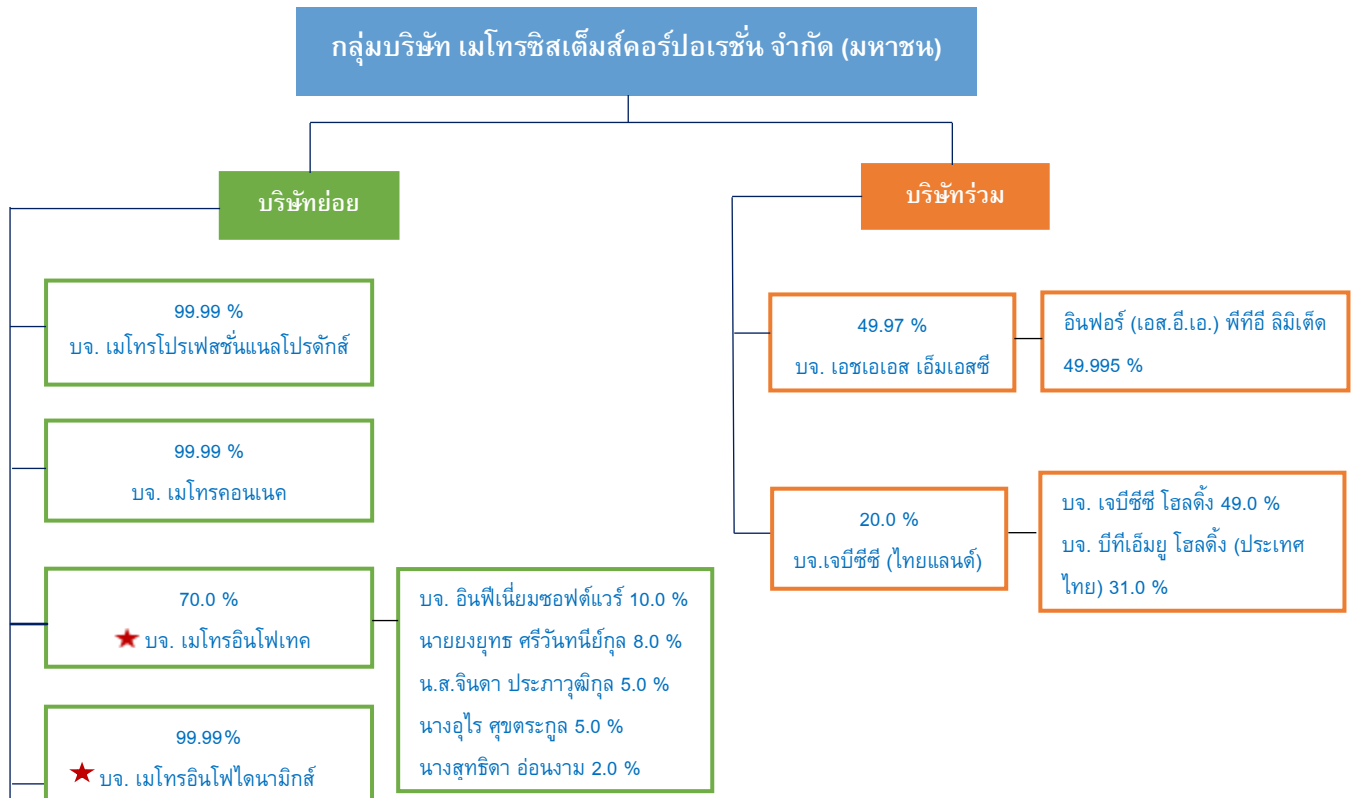 กลุ่มบริษัท เมโทรซิสเต็มส์คอร์ปอเรชั่น จำกัด (มหาชน)
บริษัทย่อย
99.99 %
บจ. เมโทรโปรเฟสชั่นแนลโปรดักส์
99.99 %
บจ. เมโทรคอนเนค
70.0 %
บจ. เมโทรอินโฟเทค
บจ. อินฟีเนี่ยมซอฟต์แวร์ 10.0 %
นายยงยุทธ ศรีวันทนีย์กุล 8.0 %
น.ส.จินดา ประภาวุฒิกุล 5.0 %
นางอุไร ศุขตระกูล 5.0 %
นางสุทธิดา อ่อนงาม 2.0 %
99.99%
บจ. เมโทรอินโฟไดนามิกส์
บริษัทร่วม
49.97 %
บจ. เอชเอเอส เอ็มเอสซี
อินฟอร์ (เอส.อี.เอ.) พีทีอี ลิมิเต็ด
49.995 %
20.0 %
บจ.เจบีซีซี (ไทยแลนด์)
บจ. เจบีซีซี โฮลดิ้ง 49.0 %
บจ. บีทีเอ็มยู โฮลดิ้ง (ประเทศ
ไทย) 31.0 %